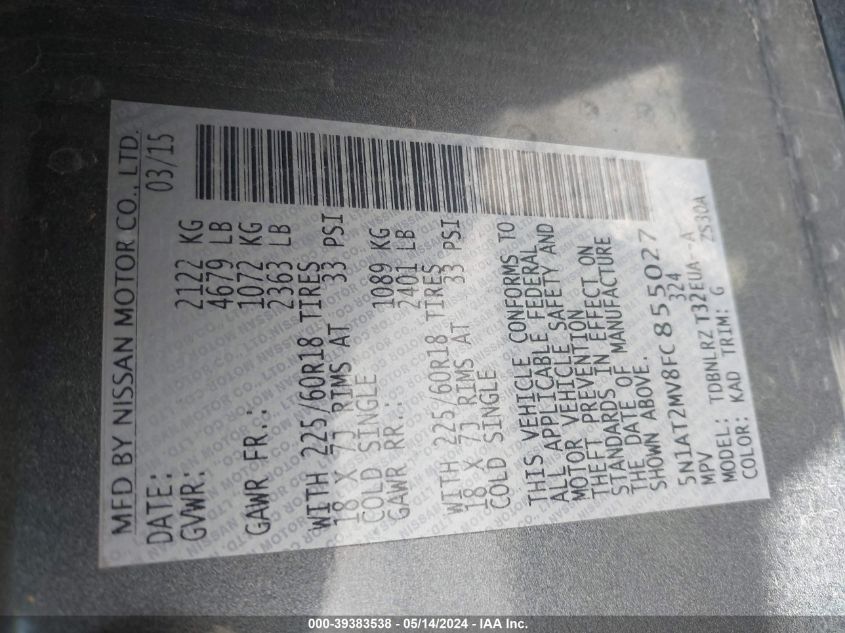 MFD BY NISSAN MOTOR CO., LTD.
DATE: 03/15
GVWR: 2122 KG
4679 LB
GAWR FR.: 1072 KG
2363 LB
WITH 225/60R18 TIRES
18 X 7J RIMS AT 33 PSI
COLD SINGLE
GAWR RR.: 1089 KG
2401 LB
WITH 225/60R18 TIRES
18 X 7J RIMS AT 33 PSI
COLD SINGLE
THIS VEHICLE CONFORMS TO
ALL APPLICABLE FEDERAL
MOTOR VEHICLE SAFETY AND
THEFT PREVENTION
STANDARDS IN EFFECT ON
THE DATE OF MANUFACTURE
SHOWN ABOVE.
5N1AT2MV8FC855027
MPV 324
MODEL: TDBNLRZ T32EUA -A
COLOR: KAD TRIM: G ZS30A
000-39383538 - 05/14/2024 - IAA Inc.